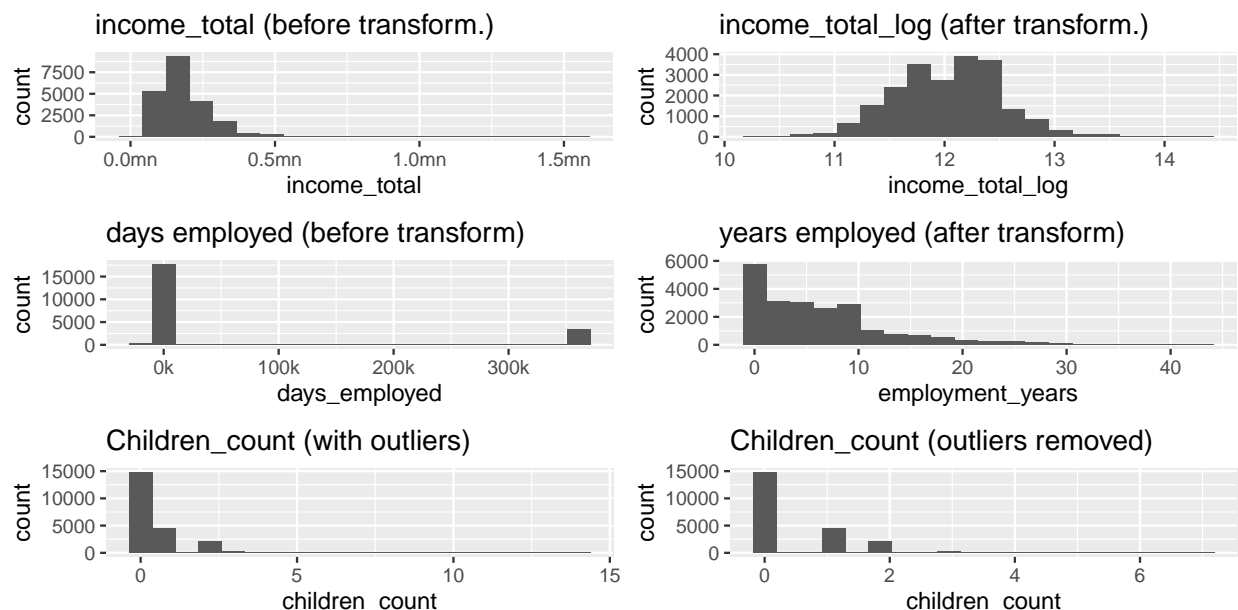 income_total (before transform.)
count
7500
5000
2500
0
0.0mn 0.5mn 1.0mn 1.5mn
income_total
income_total_log (after transform.)
count
4000
3000
2000
1000
0
10 11 12 13 14
income_total_log
days employed (before transform)
count
15000
10000
5000
0
0k 100k 200k 300k
days_employed
years employed (after transform)
count
6000
4000
2000
0
0 10 20 30 40
employment_years
Children_count (with outliers)
count
15000
10000
5000
0
0 5 10 15
children_count
Children_count (outliers removed)
count
15000
10000
5000
0
0 2 4 6
children_count